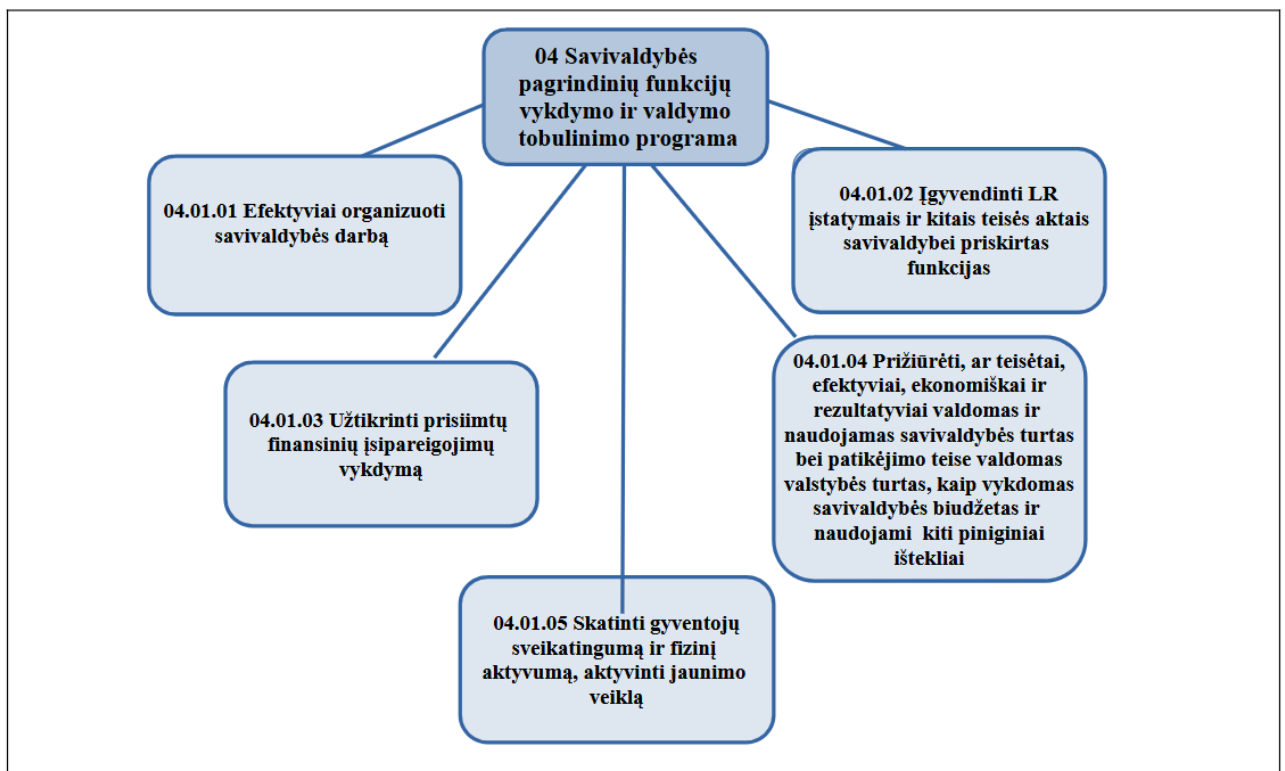 04 Savivaldybės
pagrindinių funkcijų
vykdymo ir valdymo
tobulinimo programa
04.01.01 Efektyviai organizuoti
savivaldybės darbą
04.01.02 Įgyvendinti LR
įstatymais ir kitais teisės aktais
savivaldybei priskirtas
funkcijas
04.01.03 Užtikrinti prisiimtų
finansinių įsipareigojimų
vykdymą
04.01.04 Prižiūrėti, ar teisėtai,
efektyviai, ekonomiškai ir
rezultatyviai valdomas ir
naudojamas savivaldybės turtas
bei patikėjimo teise valdomas
valstybės turtas, kaip vykdomas
savivaldybės biudžetas ir
naudojami kiti piniginiai
ištekliai
04.01.05 Skatinti gyventojų
sveikatingumą ir fizinį
aktyvumą, aktyvinti jaunimo
veiklą